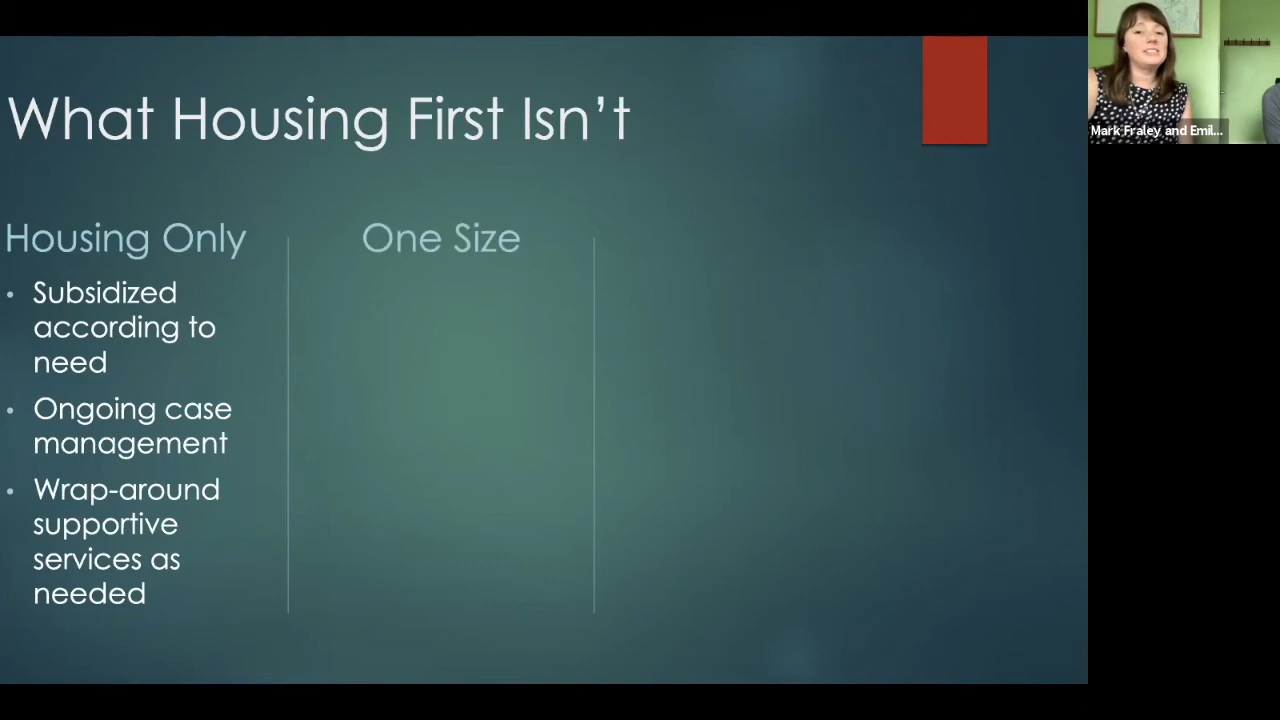 What Housing First Isn't
Housing Only
• Subsidized
according to
need
• Ongoing case
management
• Wrap-around
supportive
services as
needed
One Size
Mark Fraley and Emil...